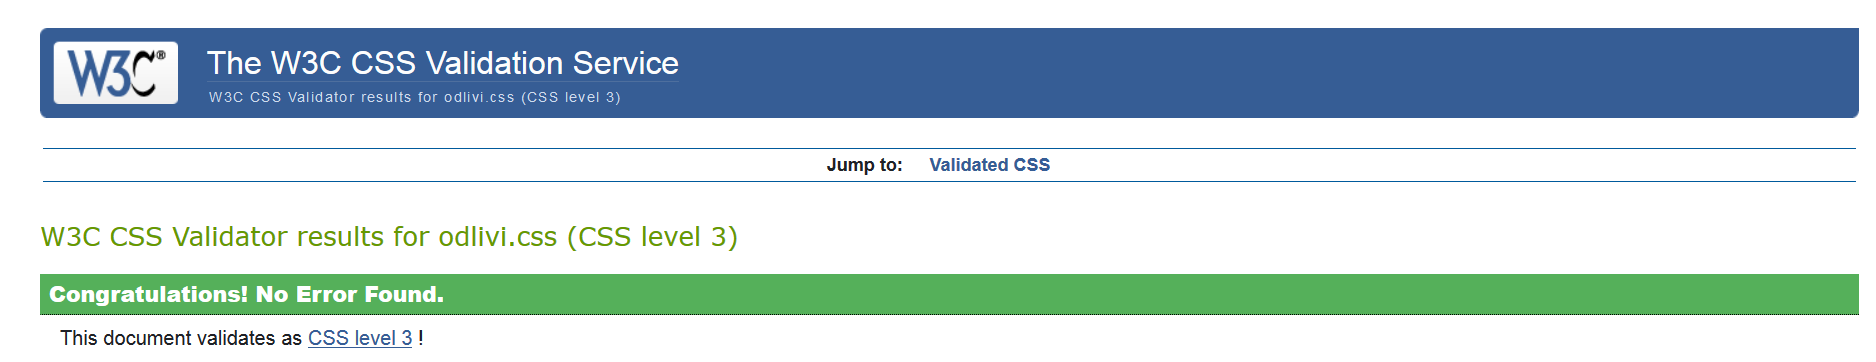 W3C®
The W3C CSS Validation Service
W3C CSS Validator results for odlivi.css (CSS level 3)
Jump to: Validated CSS
W3C CSS Validator results for odlivi.css (CSS level 3)
Congratulations! No Error Found.
This document validates as CSS level 3 !